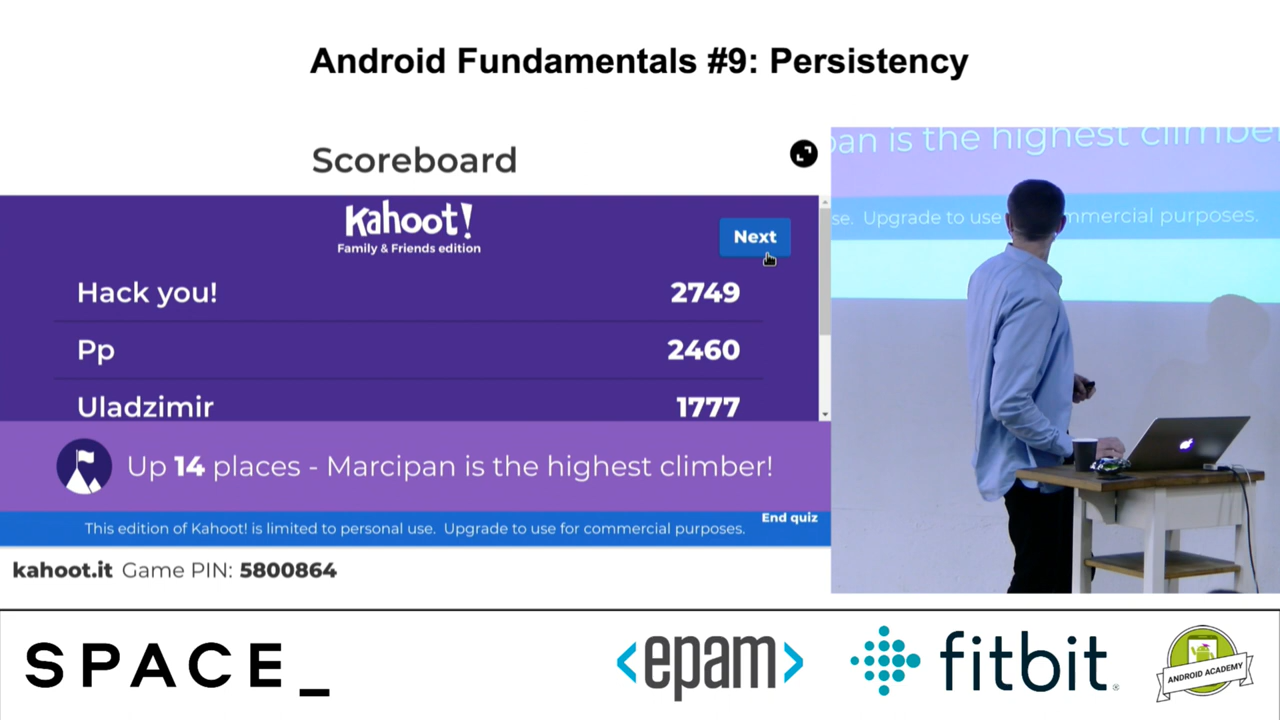 Android Fundamentals #9: Persistency
Scoreboard
Kahoot!
Family & Friends edition
Next
Hack you! 2749
Pp 2460
Uladzimir 1777
Up 14 places - Marcipan is the highest climber!
This edition of Kahoot! is limited to personal use. Upgrade to use for commercial purposes.
End quiz
kahoot.it Game PIN: 5800864
pan is the highest climbe
se. Upgrade to use mmercial purposes.
SPACE_
<epam>
fitbit
ANDROID ACADEMY